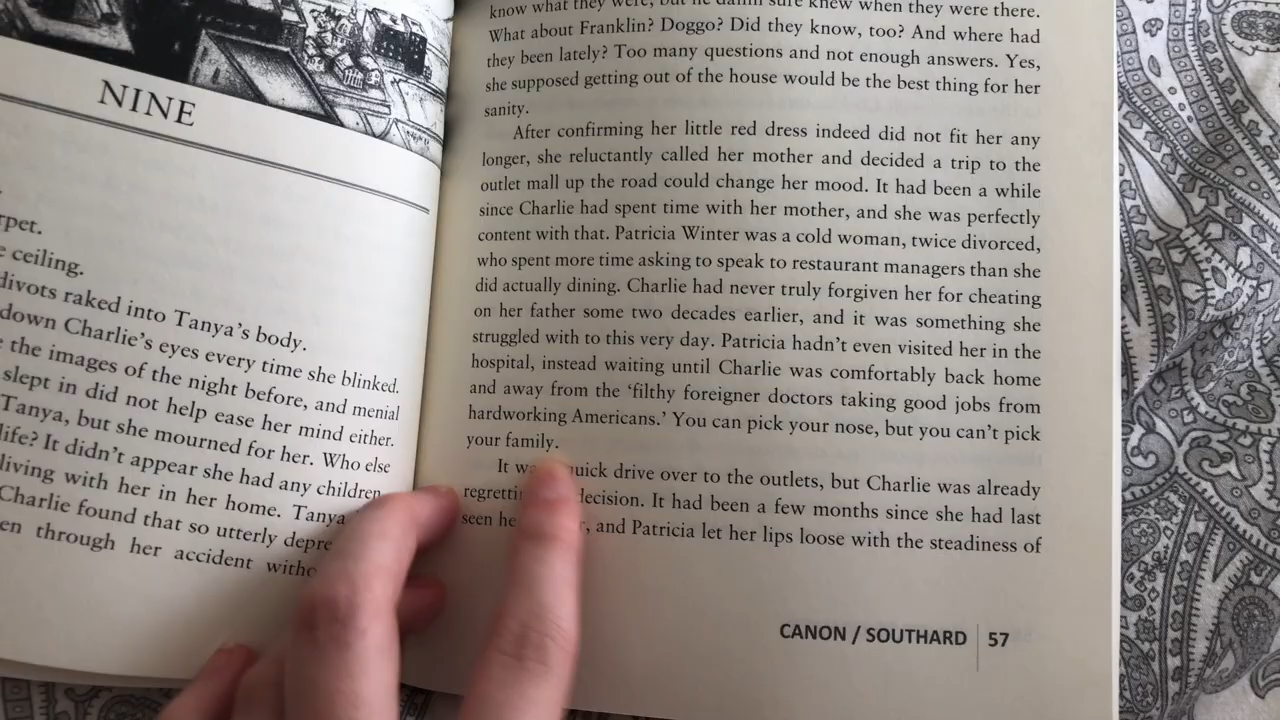 NINE
rpet.
e ceiling.
divots raked into Tanya's body.
down Charlie's eyes every time she blinked.
e the images of the night before, and menial
slept in did not help ease her mind either.
Tanya, but she mourned for her. Who else
life? It didn't appear she had any children
living with her in her home. Tanya
Charlie found that so utterly depre
en through her accident witho
know what they were, but he damn sure knew when they were there.
What about Franklin? Doggo? Did they know, too? And where had
they been lately? Too many questions and not enough answers. Yes,
she supposed getting out of the house would be the best thing for her
sanity.
After confirming her little red dress indeed did not fit her any
longer, she reluctantly called her mother and decided a trip to the
outlet mall up the road could change her mood. It had been a while
since Charlie had spent time with her mother, and she was perfectly
content with that. Patricia Winter was a cold woman, twice divorced,
who spent more time asking to speak to restaurant managers than she
did actually dining. Charlie had never truly forgiven her for cheating
on her father some two decades earlier, and it was something she
struggled with to this very day. Patricia hadn't even visited her in the
hospital, instead waiting until Charlie was comfortably back home
and away from the 'filthy foreigner doctors taking good jobs from
hardworking Americans.' You can pick your nose, but you can't pick
your family.
It wa quick drive over to the outlets, but Charlie was already
regretti decision. It had been a few months since she had last
seen he , and Patricia let her lips loose with the steadiness of
CANON / SOUTHARD 57